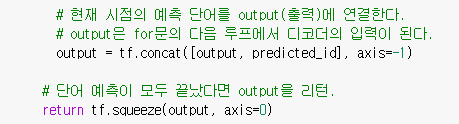 # 현재 시점의 예측 단어를 output(출력)에 연결한다.
# output은 for문의 다음 루프에서 디코더의 입력이 된다.
output = tf.concat([output, predicted_id], axis=-1)
# 단어 예측이 모두 끝났다면 output을 리턴.
return tf.squeeze(output, axis=0)